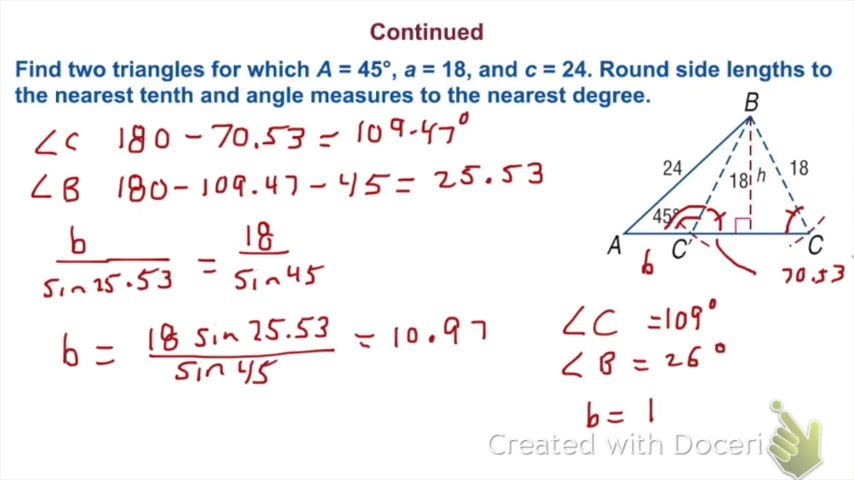 Continued
Find two triangles for which A = 45°, a = 18, and c = 24. Round side lengths to
the nearest tenth and angle measures to the nearest degree.
∠C 180 - 70.53 = 109.47°
∠B 180 - 109.47 - 45 = 25.53
b / sin 25.53 = 18 / sin 45
b = 18 sin 25.53 / sin 45 = 10.97
B
24
18
h
18
45°
A
b
C'
C
70.53
∠C = 109°
∠B = 26°
b = 1
Created with Doceri